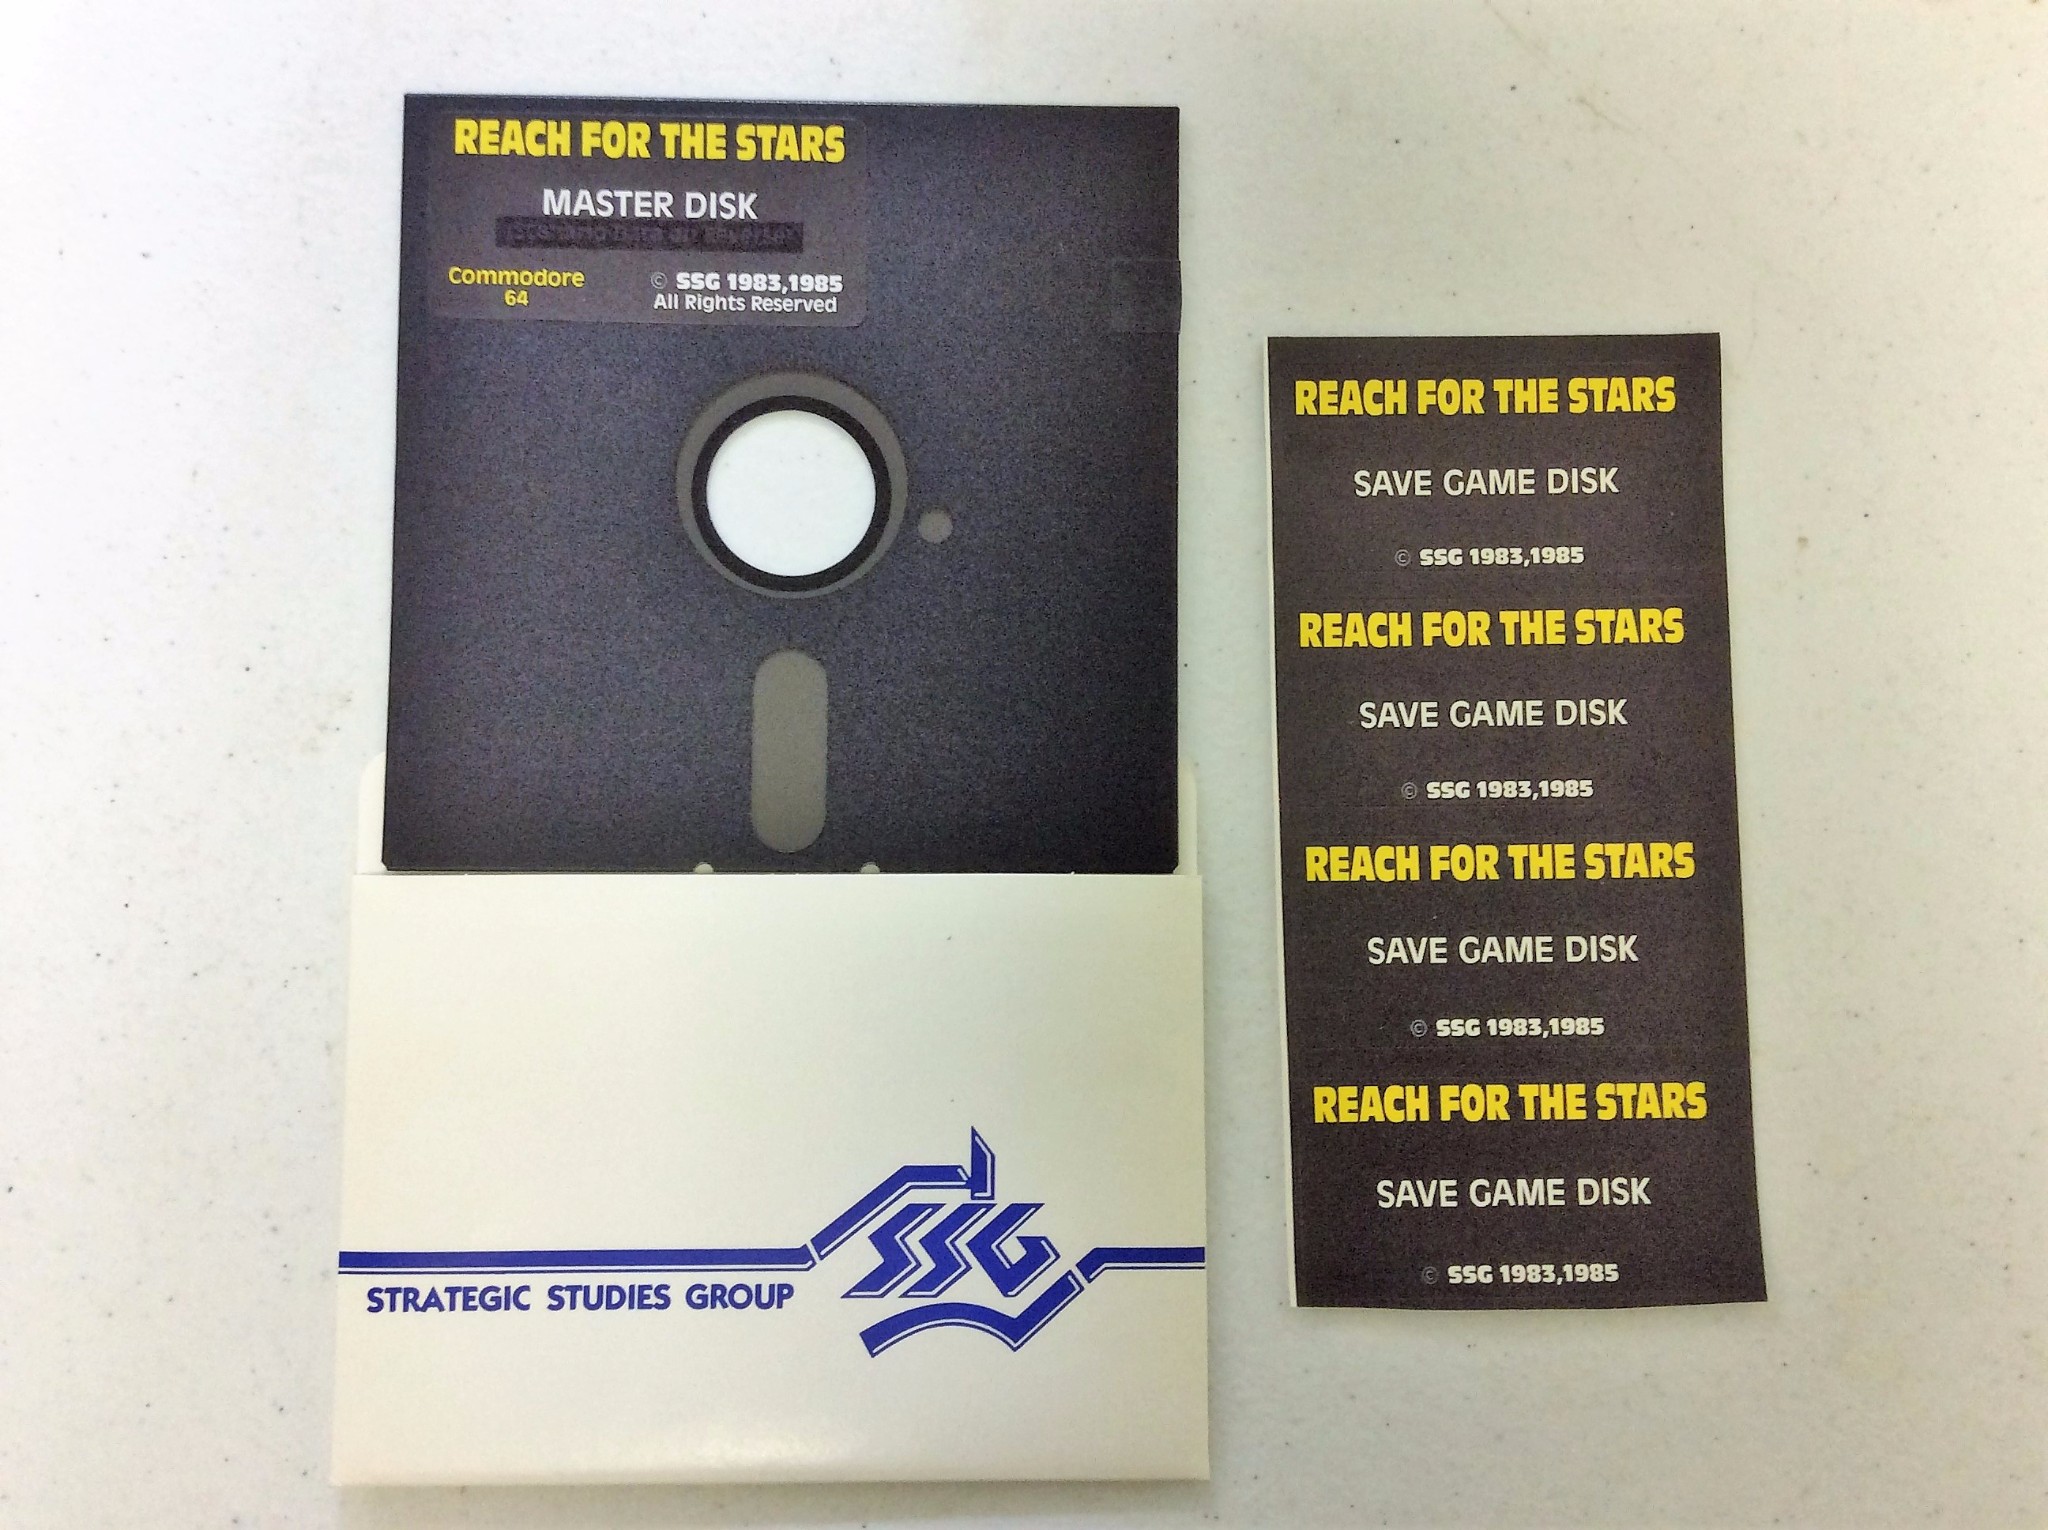 REACH FOR THE STARS
MASTER DISK
Commodore
64
© SSG 1983,1985
All Rights Reserved
SSG
STRATEGIC STUDIES GROUP
REACH FOR THE STARS
SAVE GAME DISK
© SSG 1983,1985
REACH FOR THE STARS
SAVE GAME DISK
© SSG 1983,1985
REACH FOR THE STARS
SAVE GAME DISK
© SSG 1983,1985
REACH FOR THE STARS
SAVE GAME DISK
© SSG 1983,1985